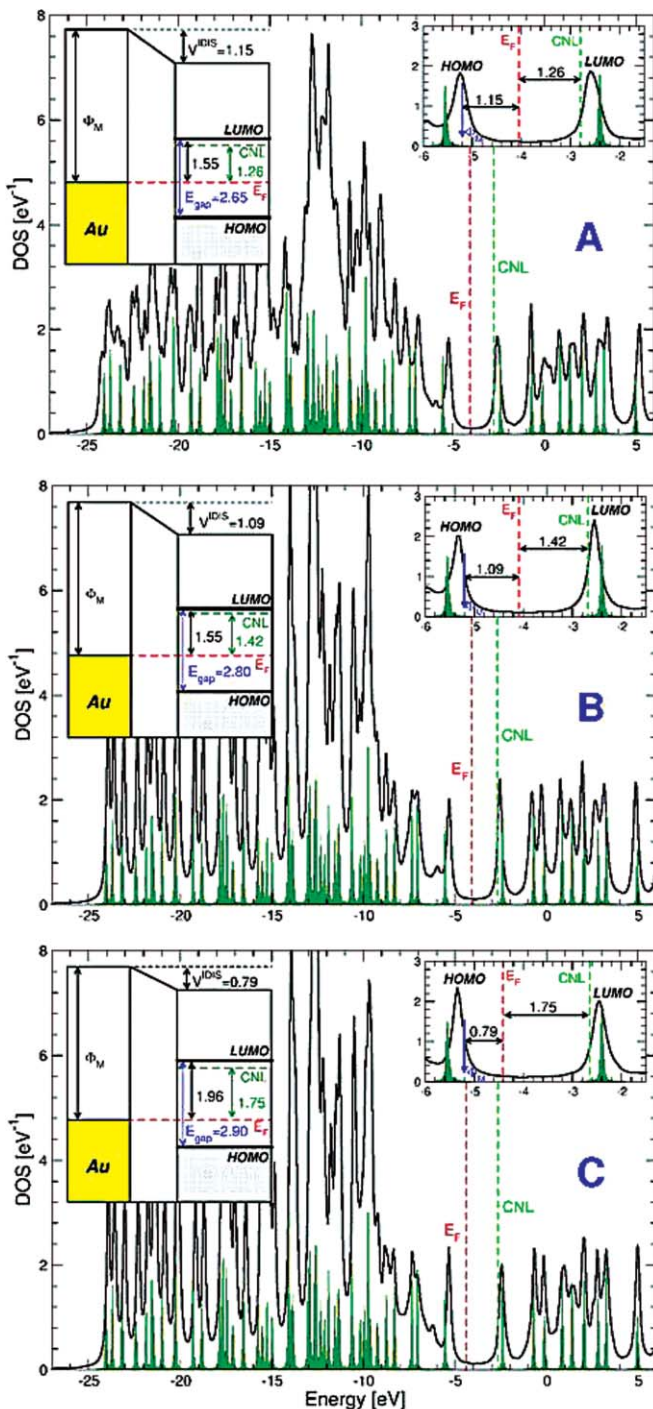 8
V^IDIS=1.15
Φ_M
LUMO
CNL
1.55
1.26
E_F
E_gap=2.65
HOMO
Au
3
2
1
0
HOMO
E_F
CNL
LUMO
1.26
1.15
-6 -5 -4 -3 -2
A
E_F
CNL
DOS [eV⁻¹]
6
4
2
0
-25 -20 -15 -10 -5 0 5
8
V^IDIS=1.09
Φ_M
LUMO
CNL
1.55
1.42
E_F
E_gap=2.80
HOMO
Au
3
2
1
0
HOMO
E_F
CNL
LUMO
1.42
1.09
-6 -5 -4 -3 -2
B
E_F
CNL
DOS [eV⁻¹]
6
4
2
0
-25 -20 -15 -10 -5 0 5
8
V^IDIS=0.79
Φ_M
LUMO
CNL
1.96
1.75
E_F
E_gap=2.90
HOMO
Au
3
2
1
0
HOMO
E_F
CNL
LUMO
1.75
0.79
-6 -5 -4 -3 -2
C
E_F
CNL
DOS [eV⁻¹]
6
4
2
0
-25 -20 -15 -10 -5 0 5
Energy [eV]